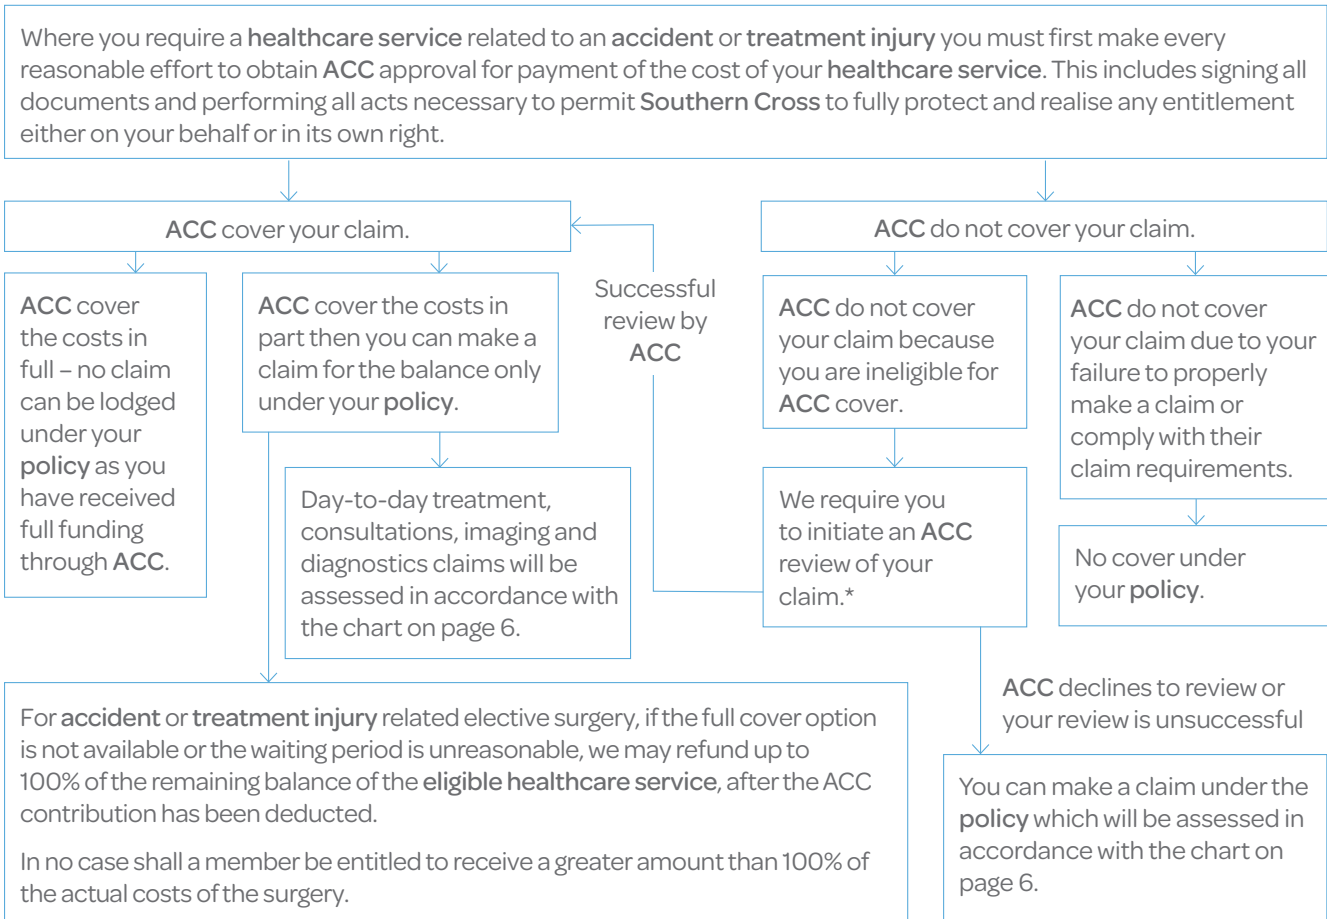 Where you require a healthcare service related to an accident or treatment injury you must first make every
reasonable effort to obtain ACC approval for payment of the cost of your healthcare service. This includes signing all
documents and performing all acts necessary to permit Southern Cross to fully protect and realise any entitlement
either on your behalf or in its own right.
ACC cover your claim.
ACC do not cover your claim.
ACC cover
the costs in
full – no claim
can be lodged
under your
policy as you
have received
full funding
through ACC.
ACC cover the costs in
part then you can make a
claim for the balance only
under your policy.
Successful
review by
ACC
ACC do not cover
your claim because
you are ineligible for
ACC cover.
ACC do not cover
your claim due to your
failure to properly
make a claim or
comply with their
claim requirements.
Day-to-day treatment,
consultations, imaging and
diagnostics claims will be
assessed in accordance with
the chart on page 6.
We require you
to initiate an ACC
review of your
claim.*
No cover under
your policy.
For accident or treatment injury related elective surgery, if the full cover option
is not available or the waiting period is unreasonable, we may refund up to
100% of the remaining balance of the eligible healthcare service, after the ACC
contribution has been deducted.
In no case shall a member be entitled to receive a greater amount than 100% of
the actual costs of the surgery.
ACC declines to review or
your review is unsuccessful
You can make a claim under the
policy which will be assessed in
accordance with the chart on
page 6.